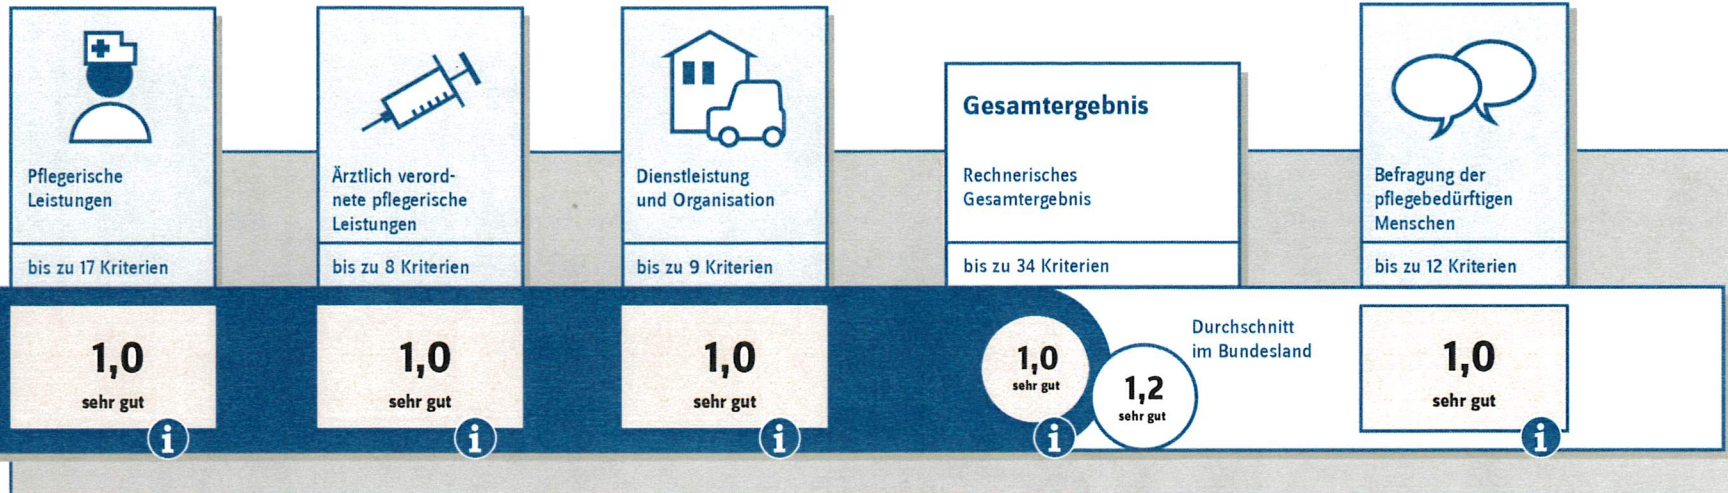 Pflegerische
Leistungen
bis zu 17 Kriterien
1,0
sehr gut
i
Ärztlich verord-
nete pflegerische
Leistungen
bis zu 8 Kriterien
1,0
sehr gut
i
Dienstleistung
und Organisation
bis zu 9 Kriterien
1,0
sehr gut
i
Gesamtergebnis
Rechnerisches
Gesamtergebnis
bis zu 34 Kriterien
1,0
sehr gut
i
1,2
sehr gut
Durchschnitt
im Bundesland
Befragung der
pflegebedürftigen
Menschen
bis zu 12 Kriterien
1,0
sehr gut
i